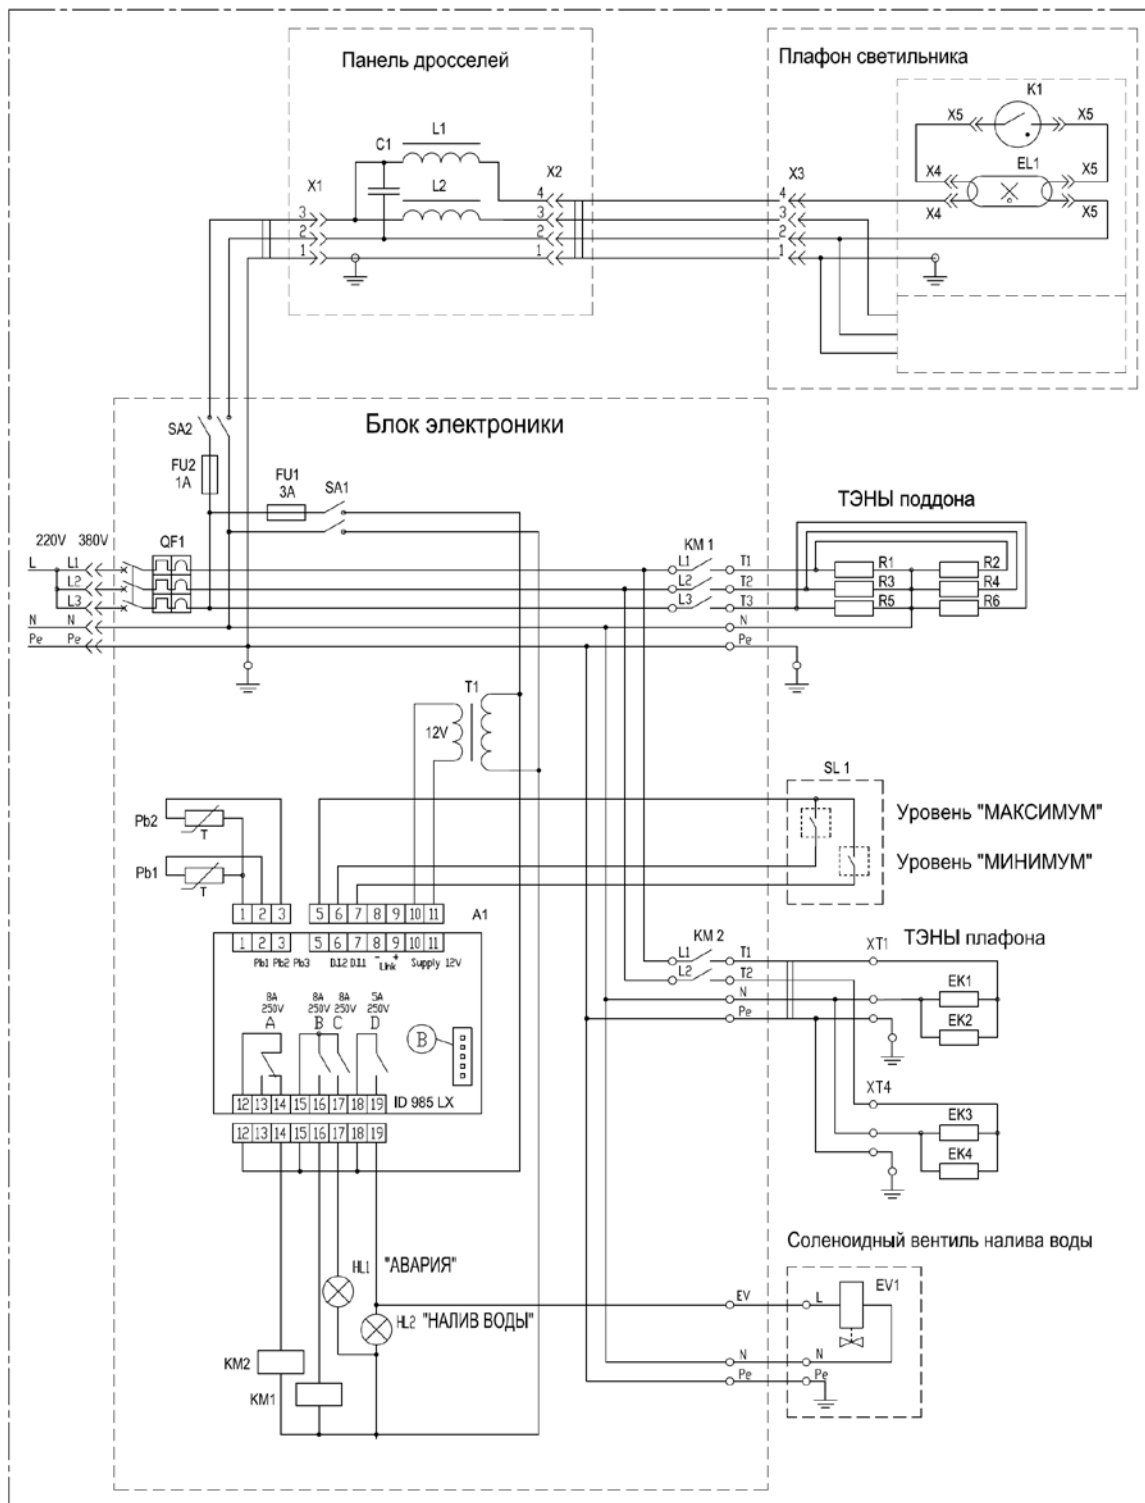 Панель дросселей
Плафон светильника
K1
X5
X5
L1
C1
EL1
X2
X3
X4
X5
X1
L2
4
4
X4
X5
3
3
3
2
2
2
1
1
1
Блок электроники
SA2
FU2
1A
FU1
3A
SA1
ТЭНЫ поддона
220V 380V
QF1
KM 1
L
L1
L1
T1
R1
R2
L2
L2
T2
R3
R4
L3
L3
T3
R5
R6
N
N
N
Pe
Pe
Pe
T1
12V
SL 1
Pb2
T
Уровень "МАКСИМУМ"
Pb1
T
Уровень "МИНИМУМ"
1 2 3
5 6 7 8 9 10 11
A1
1 2 3
5 6 7 8 9 10 11
Pb1 Pb2 Pb3
D.I.2 D.I.1
- +
Link
Supply 12V
KM 2
XT1
ТЭНЫ плафона
L1
T1
L2
T2
EK1
N
Pe
EK2
8A
250V
A
8A
250V
B
8A
250V
C
5A
250V
D
B
12 13 14 15 16 17 18 19
ID 985 LX
12 13 14 15 16 17 18 19
XT4
EK3
EK4
Соленоидный вентиль налива воды
HL1 "АВАРИЯ"
EV
L
EV1
HL2 "НАЛИВ ВОДЫ"
KM2
N
N
KM1
Pe
Pe